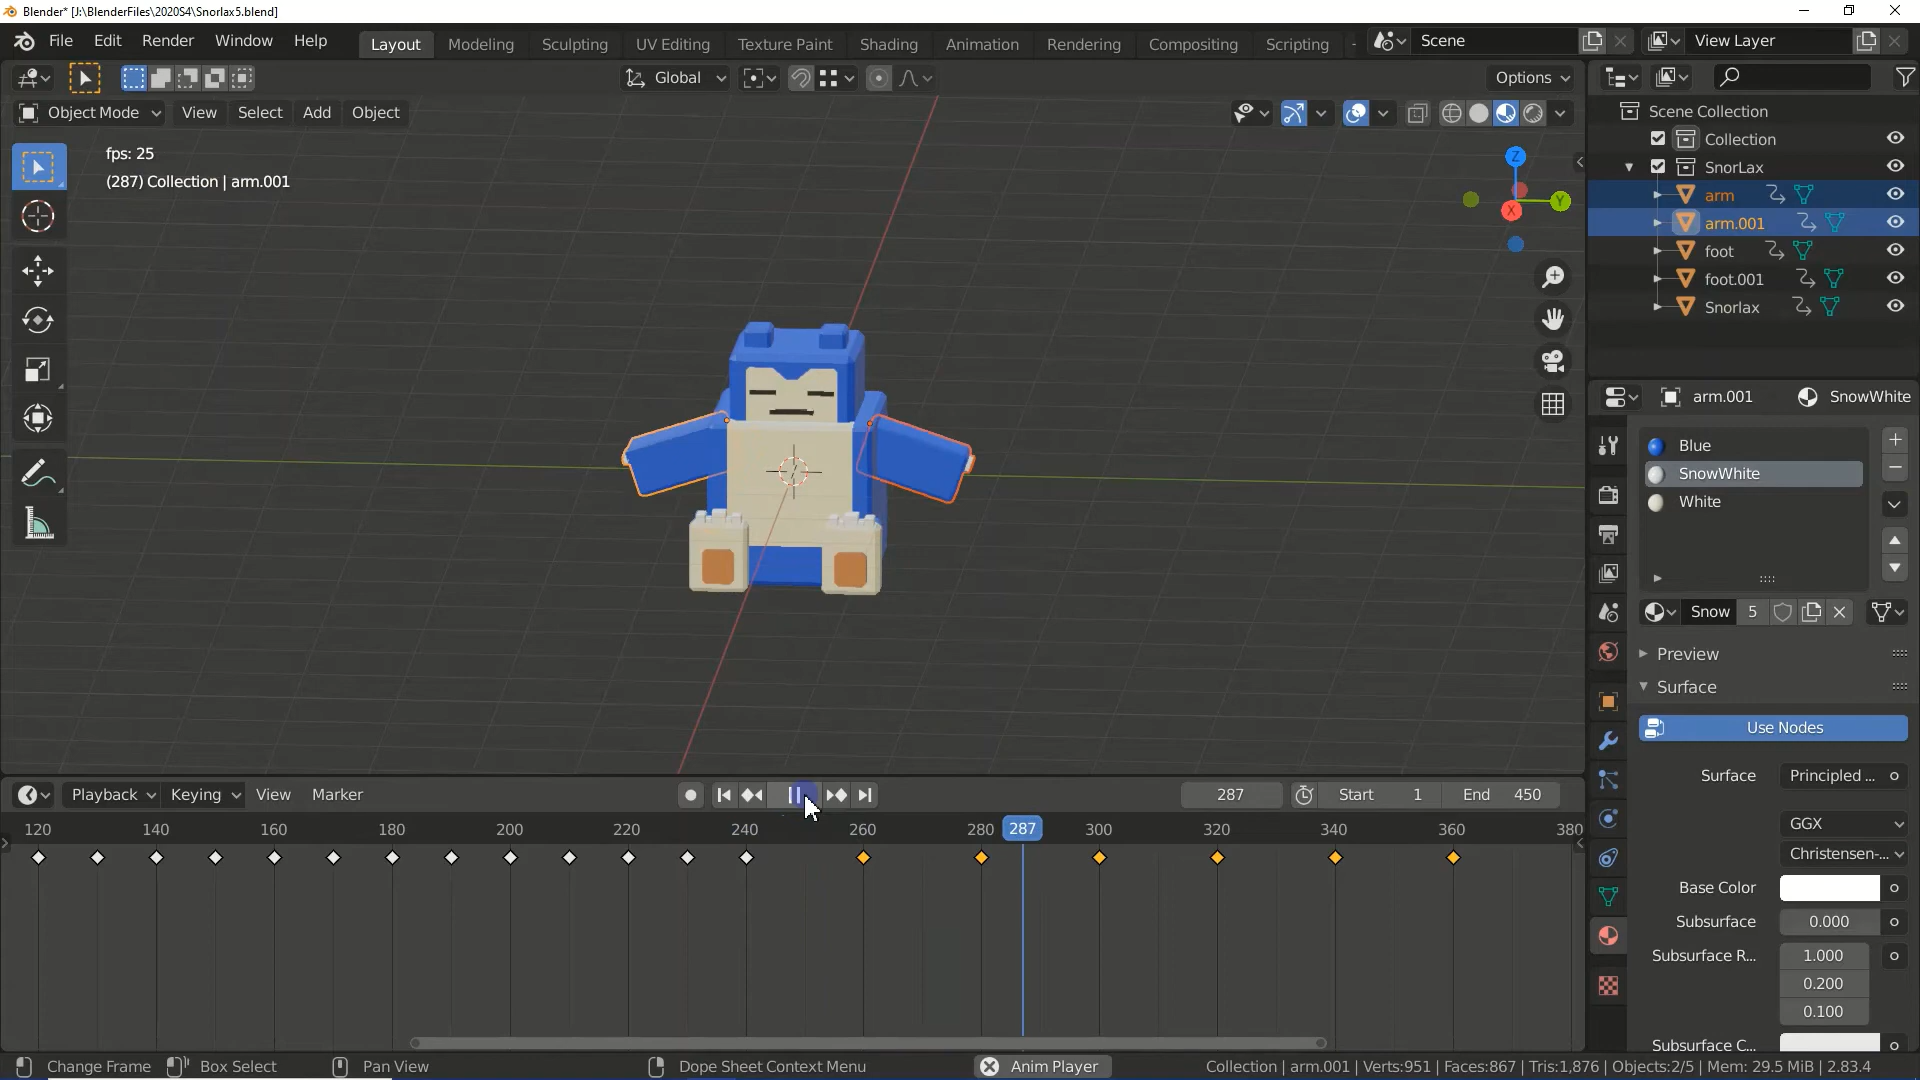 Blender* [J:\BlenderFiles\2020S4\Snorlax5.blend]
File Edit Render Window Help Layout Modeling Sculpting UV Editing Texture Paint Shading Animation Rendering Compositing Scripting Scene View Layer
Global Options
Object Mode View Select Add Object
Scene Collection
Collection
SnorLax
arm
arm.001
foot
foot.001
Snorlax
fps: 25
(287) Collection | arm.001
Z
Y
X
arm.001 SnowWhite
Blue
SnowWhite
White
Snow 5
Preview
Surface
Use Nodes
Surface Principled ...
GGX
Christensen-...
Base Color
Subsurface 0.000
Subsurface R... 1.000
0.200
0.100
Subsurface C...
Playback Keying View Marker 287 Start 1 End 450
120 140 160 180 200 220 240 260 280 287 300 320 340 360 380
Change Frame Box Select Pan View Dope Sheet Context Menu Anim Player Collection | arm.001 | Verts:951 | Faces:867 | Tris:1,876 | Objects:2/5 | Mem: 29.5 MiB | 2.83.4